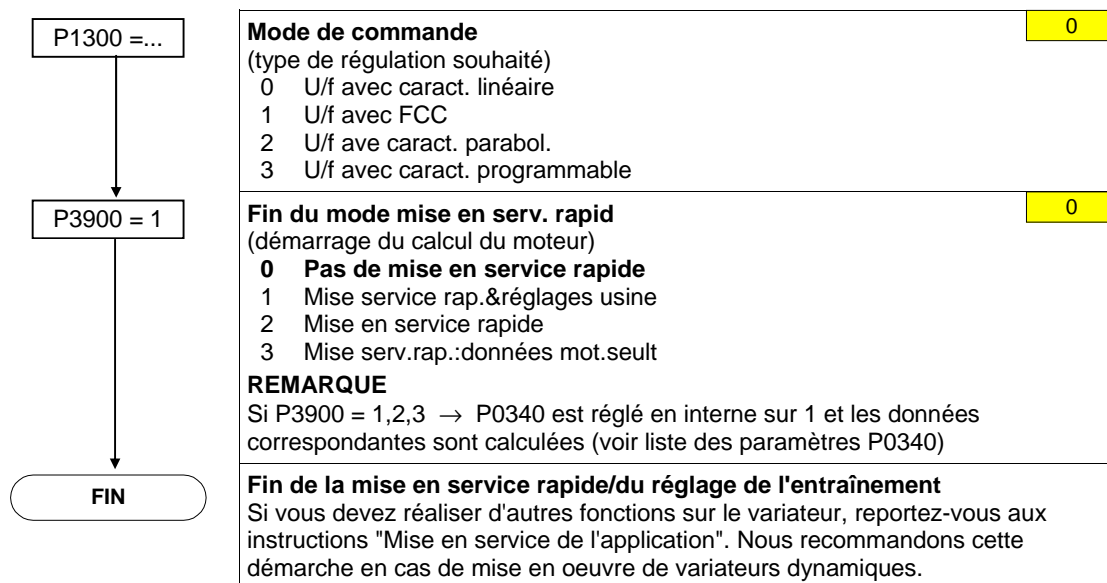 P1300 =...
Mode de commande
0
(type de régulation souhaité)
0 U/f avec caract. linéaire
1 U/f avec FCC
2 U/f ave caract. parabol.
3 U/f avec caract. programmable
P3900 = 1
Fin du mode mise en serv. rapid
0
(démarrage du calcul du moteur)
0 Pas de mise en service rapide
1 Mise service rap.&réglages usine
2 Mise en service rapide
3 Mise serv.rap.:données mot.seult
REMARQUE
Si P3900 = 1,2,3 → P0340 est réglé en interne sur 1 et les données
correspondantes sont calculées (voir liste des paramètres P0340)
FIN
Fin de la mise en service rapide/du réglage de l'entraînement
Si vous devez réaliser d'autres fonctions sur le variateur, reportez-vous aux
instructions "Mise en service de l'application". Nous recommandons cette
démarche en cas de mise en oeuvre de variateurs dynamiques.